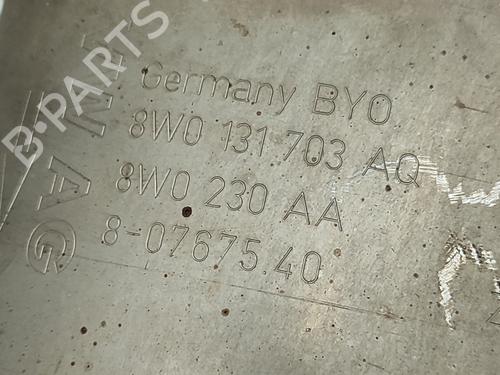 Germany BYO
8W0 131 703 AQ
8W0 230 AA
8-07675.40
B-PARTS